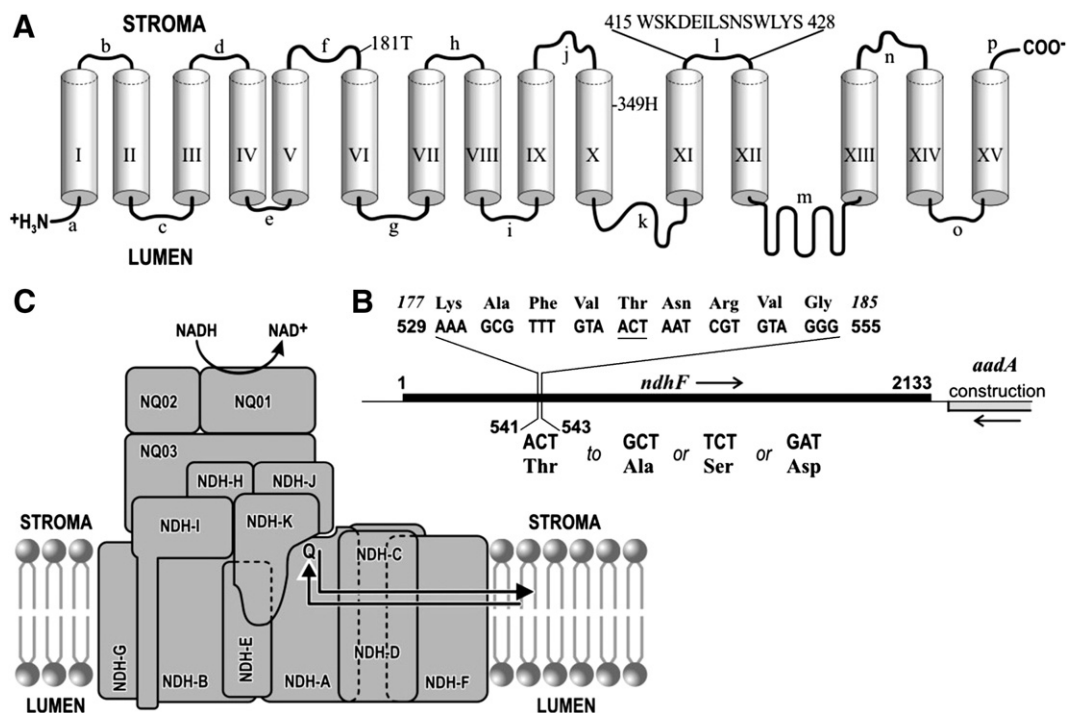 A
STROMA
415 WSKDEILSNSWLYS 428
b d f 181T h j l n p COO-
-349H
I II III IV V VI VII VIII IX X XI XII XIII XIV XV
+H3N a c e g i k m o
LUMEN
C
NADH NAD+
NQ02 NQ01
NQ03
NDH-H NDH-J
NDH-I NDH-K
STROMA STROMA
Q NDH-C
NDH-G NDH-B NDH-E NDH-A NDH-D NDH-F
LUMEN LUMEN
B
177 Lys Ala Phe Val Thr Asn Arg Val Gly 185
529 AAA GCG TTT GTA ACT AAT CGT GTA GGG 555
aadA
1 ndhF 2133 construction
541 543
ACT to GCT or TCT or GAT
Thr Ala Ser Asp